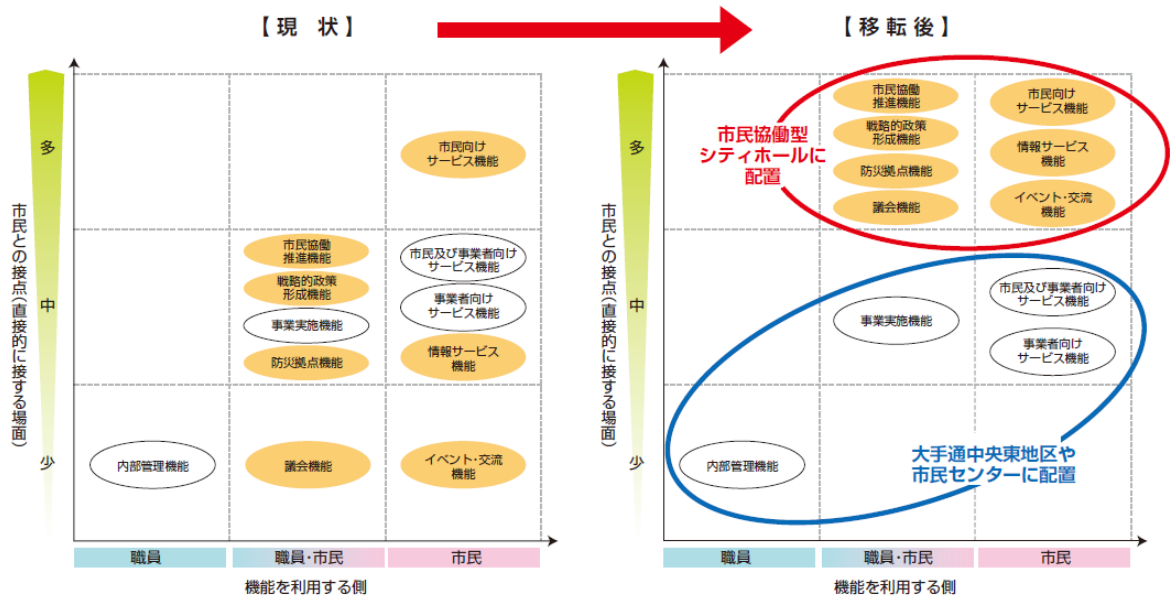 【現 状】
市民との接点(直接的に接する場面)
多
中
少
市民向け
サービス機能
市民協働
推進機能
戦略的政策
形成機能
事業実施機能
防災拠点機能
市民及び事業者向け
サービス機能
事業者向け
サービス機能
情報サービス
機能
内部管理機能
議会機能
イベント・交流
機能
職員
職員・市民
市民
機能を利用する側
【移転後】
市民との接点(直接的に接する場面)
多
中
少
市民協働型
シティホールに
配置
市民協働
推進機能
戦略的政策
形成機能
防災拠点機能
議会機能
市民向け
サービス機能
情報サービス
機能
イベント・交流
機能
事業実施機能
市民及び事業者向け
サービス機能
事業者向け
サービス機能
内部管理機能
大手通中央東地区や
市民センターに配置
職員
職員・市民
市民
機能を利用する側